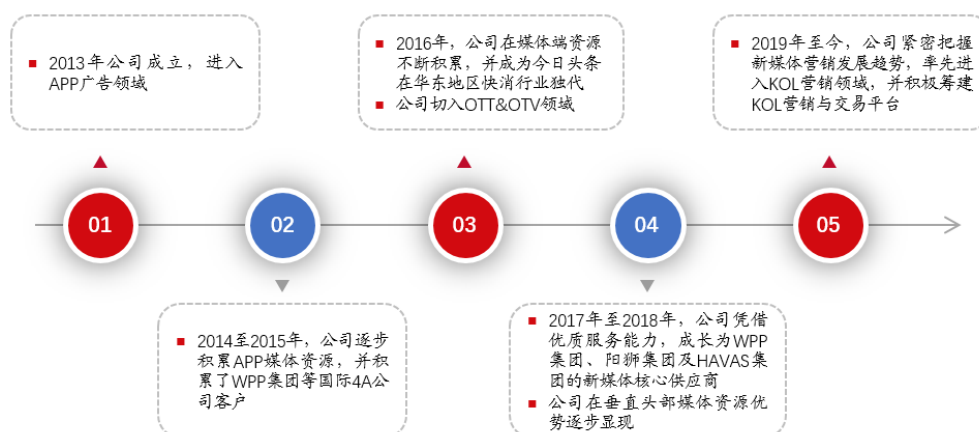 2013年公司成立，进入
APP广告领域
2016年，公司在媒体端资源
不断积累，并成为今日头条
在华东地区快消行业独代
公司切入OTT&OTV领域
2019年至今，公司紧密把握
新媒体营销发展趋势，率先进
入KOL营销领域，并积极筹建
KOL营销与交易平台
01
02
03
04
05
2014至2015年，公司逐步
积累APP媒体资源，并积
累了WPP集团等国际4A公
司客户
2017年至2018年，公司凭借
优质服务能力，成长为WPP
集团、阳狮集团及HAVAS集
团的新媒体核心供应商
公司在垂直头部媒体资源优
势逐步显现